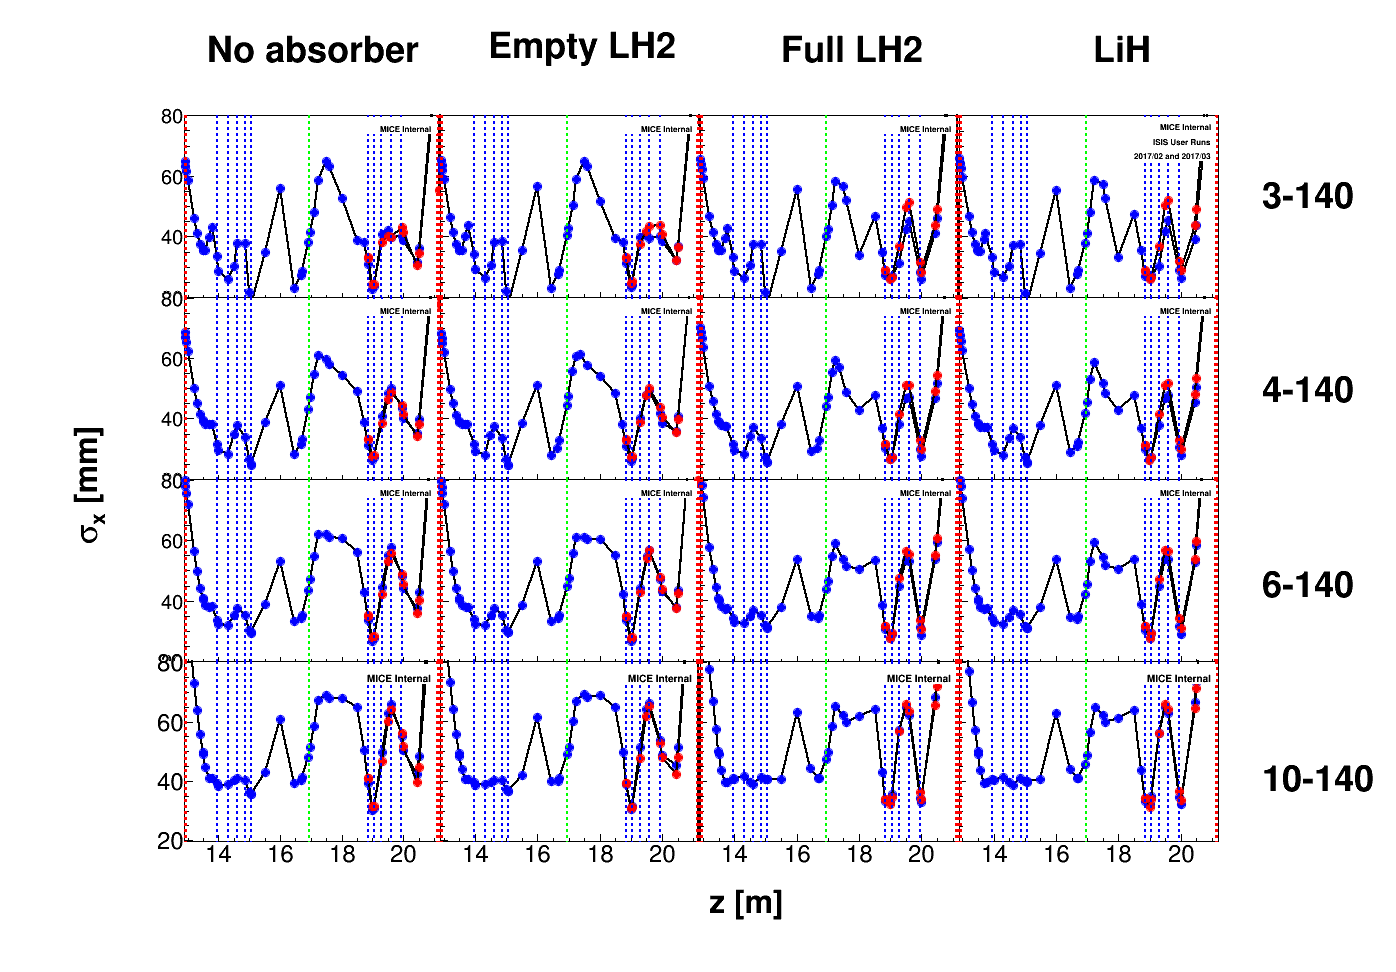 No absorber Empty LH2 Full LH2 LiH
80 MICE Internal MICE Internal MICE Internal MICE Internal
ISIS User Runs
2017/02 and 2017/03
60
3-140
40
80 MICE Internal MICE Internal MICE Internal MICE Internal
60
4-140
40
σx [mm]
80 MICE Internal MICE Internal MICE Internal MICE Internal
60
6-140
40
80 MICE Internal MICE Internal MICE Internal MICE Internal
60
10-140
40
20
14 16 18 20 14 16 18 20 14 16 18 20 14 16 18 20
z [m]